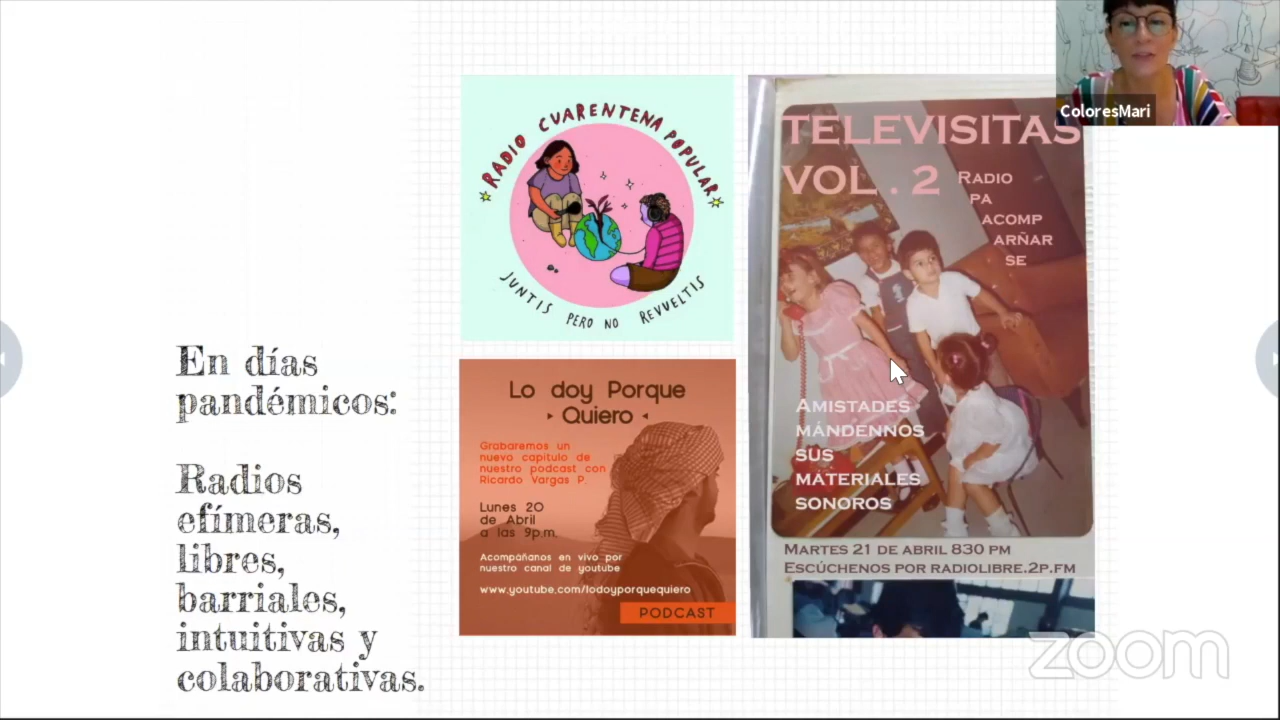 En días
pandémicos:
Radios
efímeras,
libres,
barriales,
intuitivas y
colaborativas.
RADIO CUARENTENA POPULAR
JUNTIS PERO NO REVUELTIS
Lo doy Porque
Quiero
Grabaremos un
nuevo capítulo de
nuestro podcast con
Ricardo Vargas P.
Lunes 20
de Abril
a las 9p.m.
Acompáñanos en vivo por
nuestro canal de youtube
www.youtube.com/lodoyporquequiero
PODCAST
TELEVISITAS
VOL . 2
RADIO
PA
ACOMP
ARÑAR
SE
AMISTADES
MÁNDENNOS
SUS
MATERIALES
SONOROS
MARTES 21 DE ABRIL 830 PM
ESCÚCHENOS POR RADIOLIBRE.2P.FM
ColoresMari
zoom